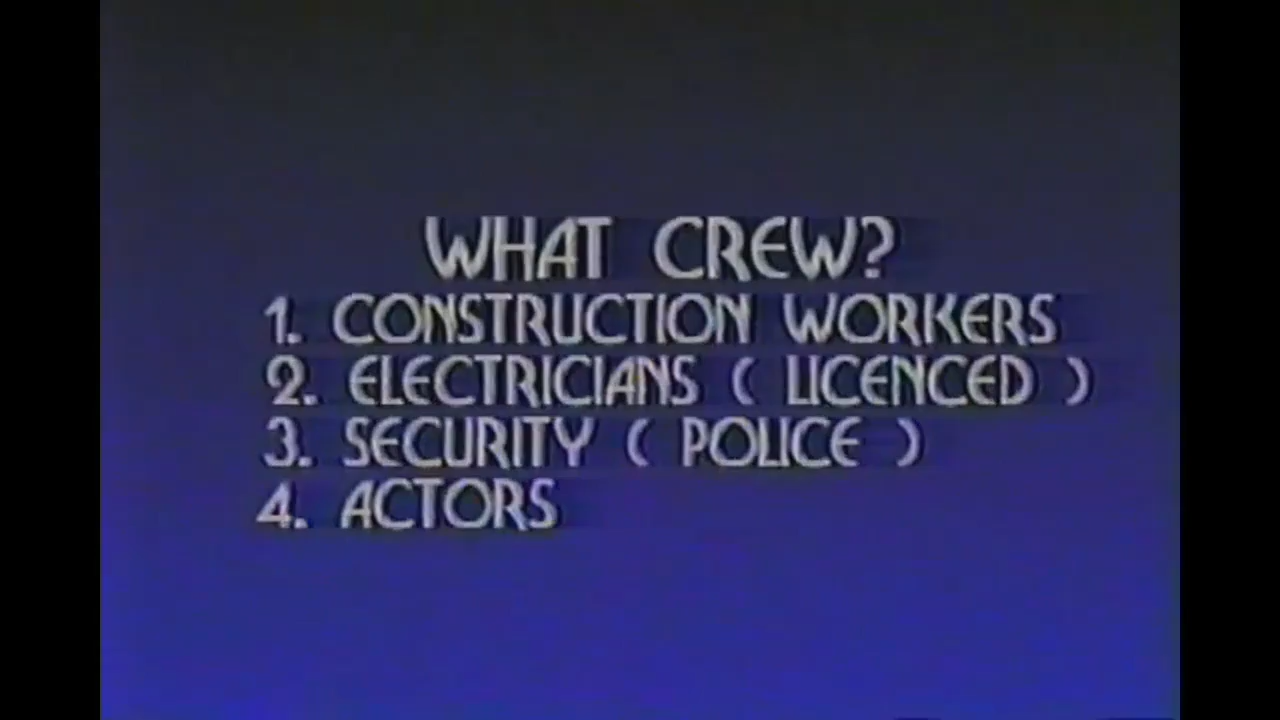 WHAT CREW?
1. CONSTRUCTION WORKERS
2. ELECTRICIANS ( LICENCED )
3. SECURITY ( POLICE )
4. ACTORS